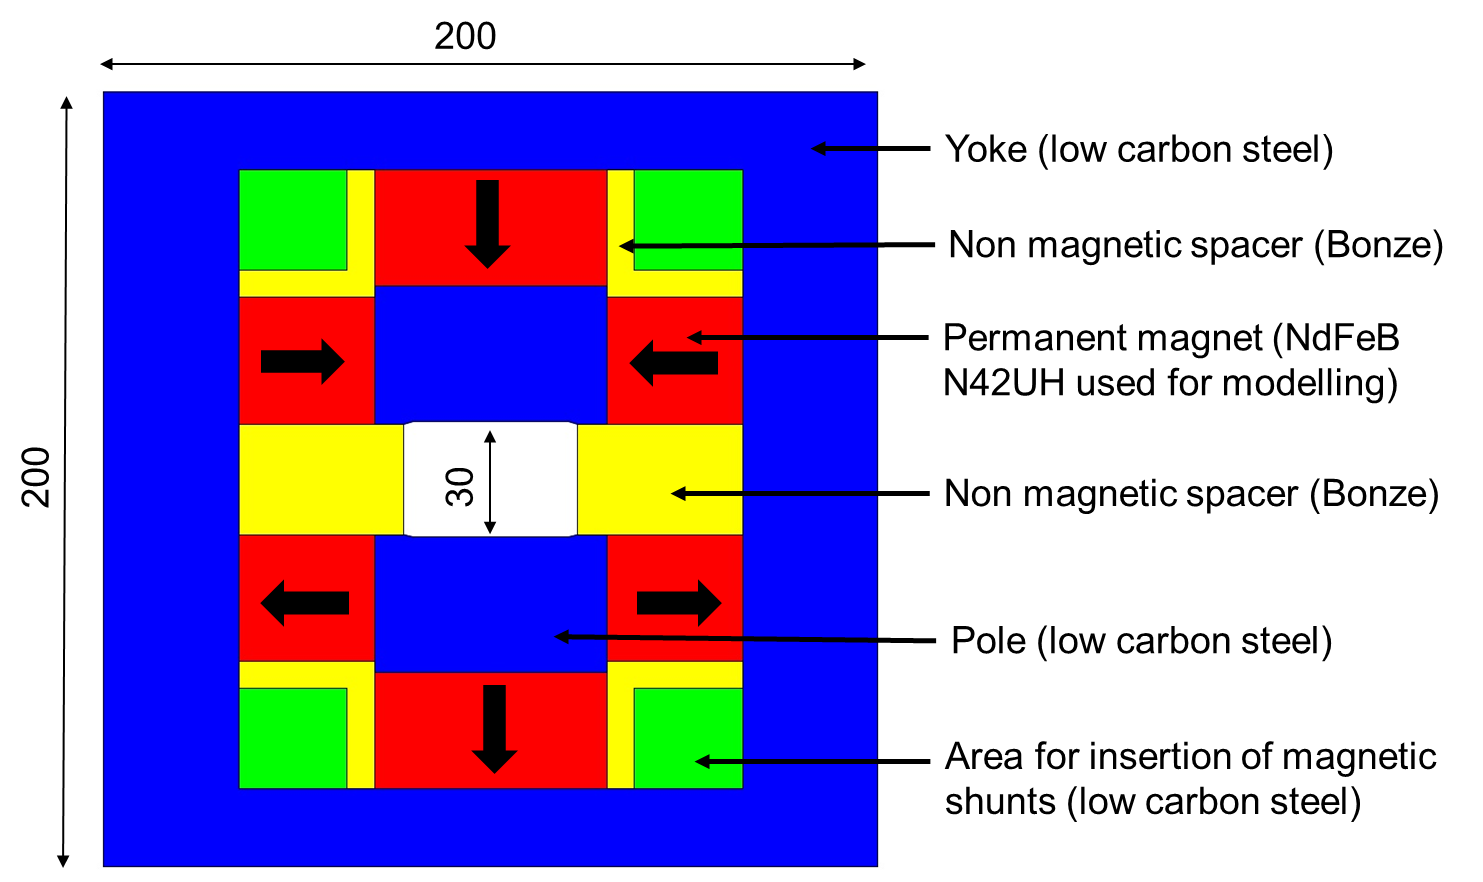 200
Yoke (low carbon steel)
Non magnetic spacer (Bonze)
Permanent magnet (NdFeB
N42UH used for modelling)
200
30
Non magnetic spacer (Bonze)
Pole (low carbon steel)
Area for insertion of magnetic
shunts (low carbon steel)